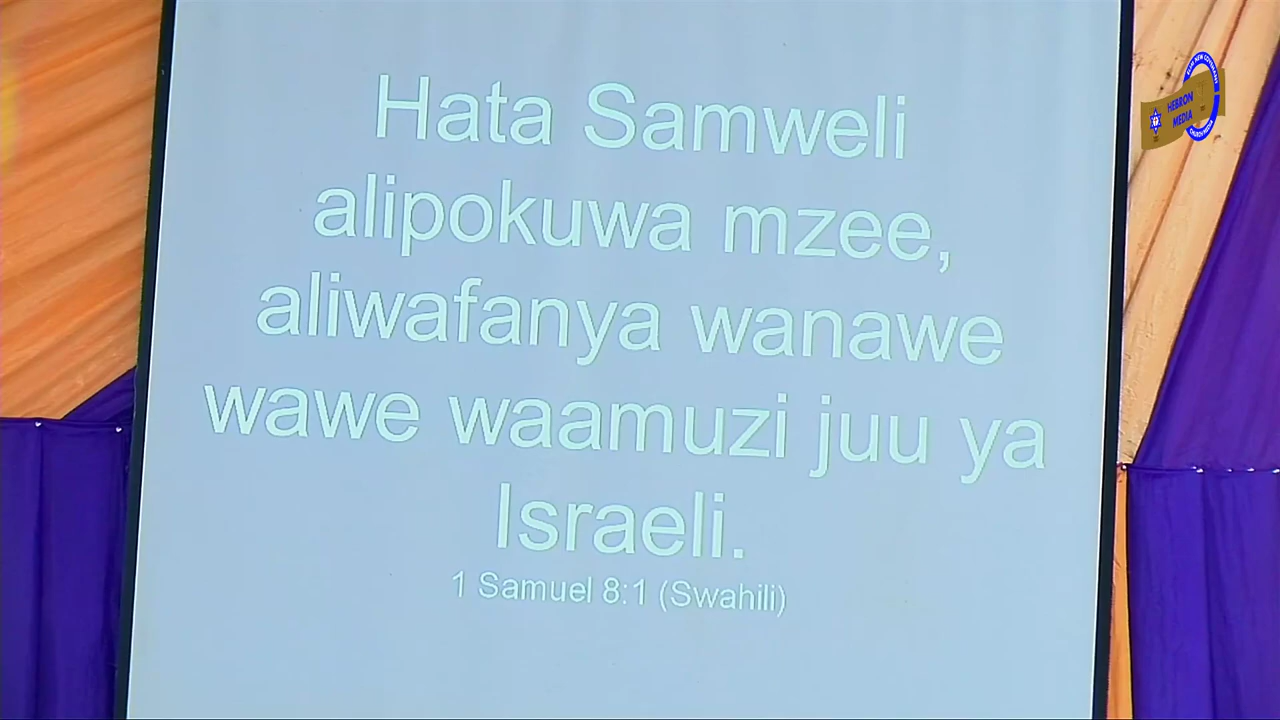 Hata Samweli
alipokuwa mzee,
aliwafanya wanawe
wawe waamuzi juu ya
Israeli.
1 Samuel 8:1 (Swahili)
HEBRON
MEDIA